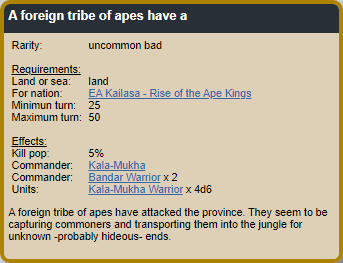 A foreign tribe of apes have a
Rarity: uncommon bad
Requirements:
Land or sea: land
For nation: EA Kailasa - Rise of the Ape Kings
Minimun turn: 25
Maximum turn: 50
Effects:
Kill pop: 5%
Commander: Kala-Mukha
Commander: Bandar Warrior x 2
Units: Kala-Mukha Warrior x 4d6
A foreign tribe of apes have attacked the province. They seem to be
capturing commoners and transporting them into the jungle for
unknown -probably hideous- ends.